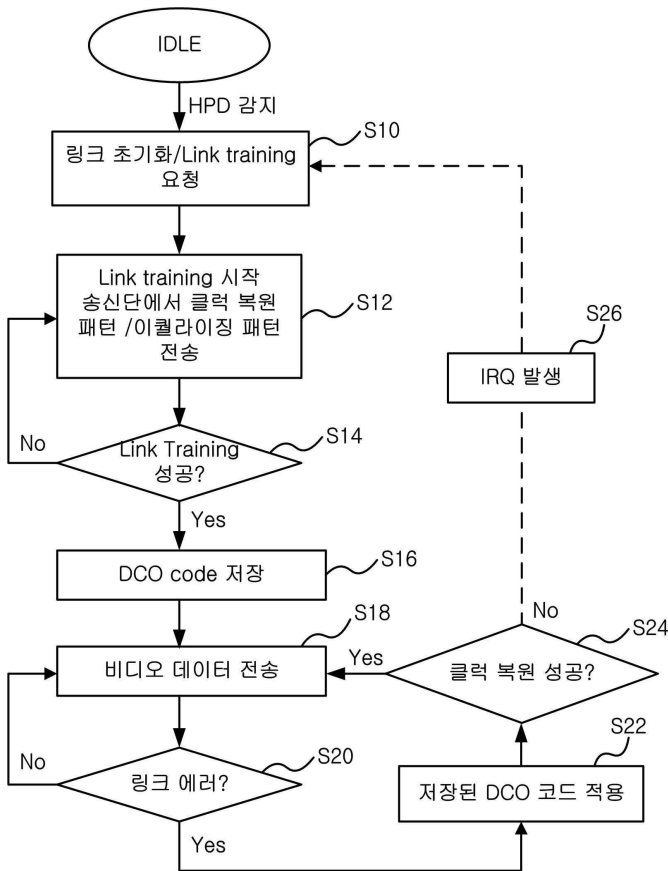 IDLE
HPD 감지
S10
링크 초기화/Link training
요청
Link training 시작
송신단에서 클럭 복원
패턴 /이퀄라이징 패턴
전송
S12
S26
IRQ 발생
No
Link Training
성공?
S14
Yes
DCO code 저장
S16
S18
비디오 데이터 전송
Yes
No
클럭 복원 성공?
S24
No
링크 에러?
S20
S22
저장된 DCO 코드 적용
Yes